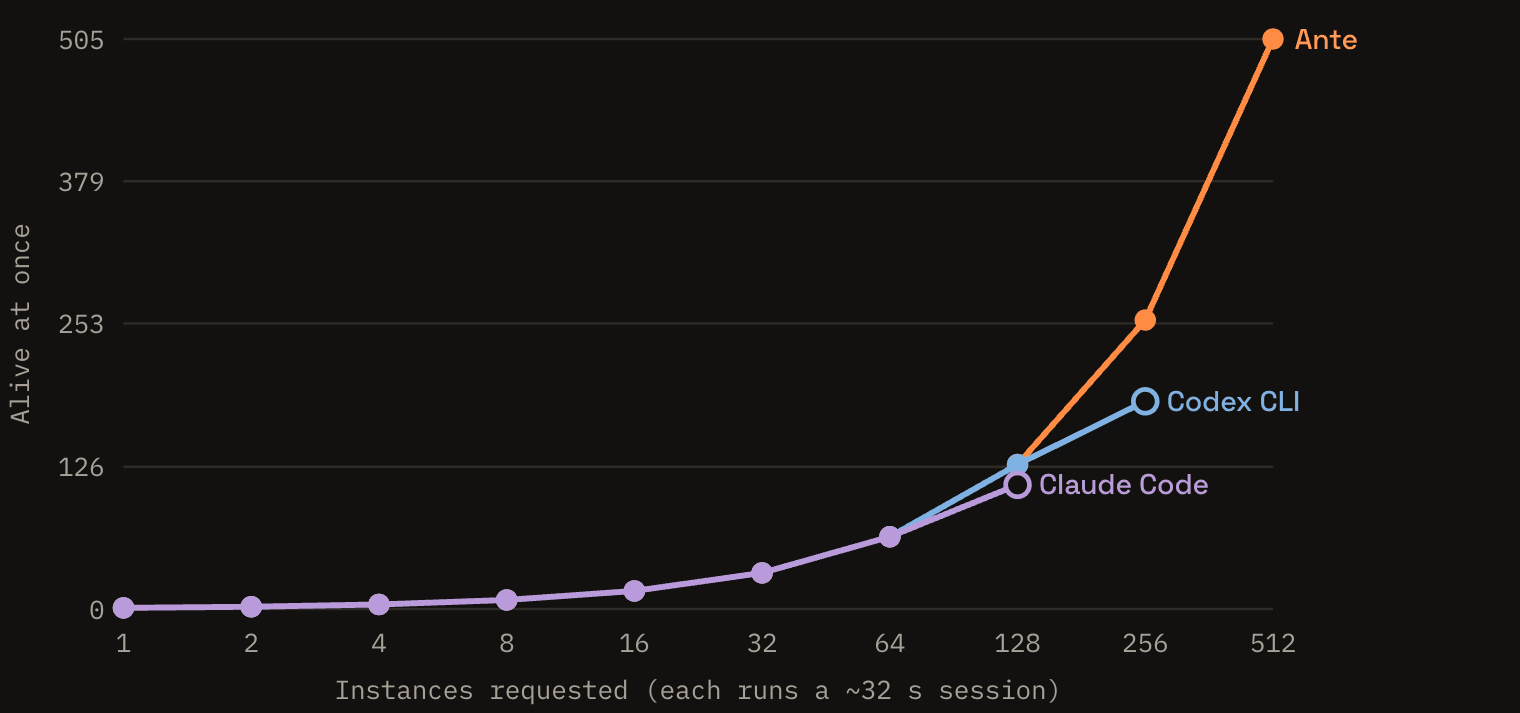 505
Ante
379
Alive at once
253
Codex CLI
126
Claude Code
0
1 2 4 8 16 32 64 128 256 512
Instances requested (each runs a ~32 s session)